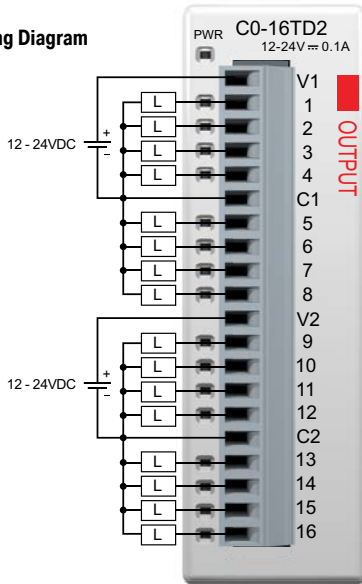 ng Diagram
PWR C0-16TD2
12-24V ⎓ 0.1A
V1
L 1
L 2
12 - 24VDC + − L 3
L 4
C1
L 5
L 6
L 7
L 8
V2
L 9
L 10
12 - 24VDC + − L 11
L 12
C2
L 13
L 14
L 15
L 16
OUTPUT